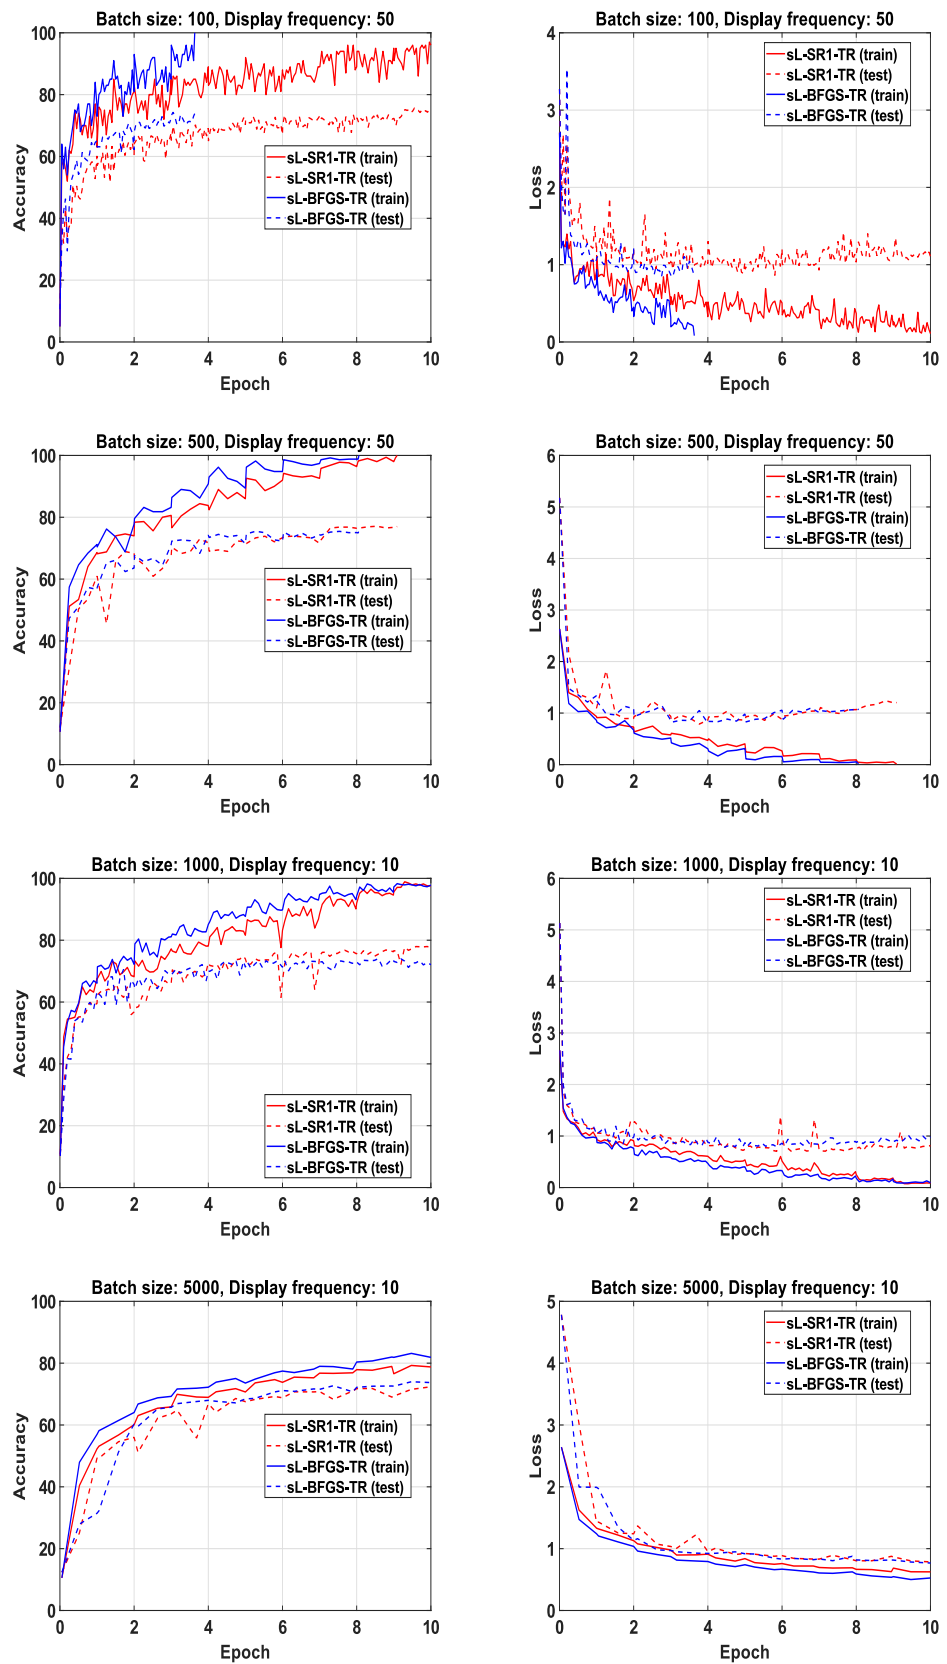 Batch size: 100, Display frequency: 50
100
80
60
40
20
0
Accuracy
sL-SR1-TR (train)
sL-SR1-TR (test)
sL-BFGS-TR (train)
sL-BFGS-TR (test)
0 2 4 6 8 10
Epoch
Batch size: 100, Display frequency: 50
4
3
2
1
0
Loss
sL-SR1-TR (train)
sL-SR1-TR (test)
sL-BFGS-TR (train)
sL-BFGS-TR (test)
0 2 4 6 8 10
Epoch
Batch size: 500, Display frequency: 50
100
80
60
40
20
0
Accuracy
sL-SR1-TR (train)
sL-SR1-TR (test)
sL-BFGS-TR (train)
sL-BFGS-TR (test)
0 2 4 6 8 10
Epoch
Batch size: 500, Display frequency: 50
6
5
4
3
2
1
0
Loss
sL-SR1-TR (train)
sL-SR1-TR (test)
sL-BFGS-TR (train)
sL-BFGS-TR (test)
0 2 4 6 8 10
Epoch
Batch size: 1000, Display frequency: 10
100
80
60
40
20
0
Accuracy
sL-SR1-TR (train)
sL-SR1-TR (test)
sL-BFGS-TR (train)
sL-BFGS-TR (test)
0 2 4 6 8 10
Epoch
Batch size: 1000, Display frequency: 10
6
5
4
3
2
1
0
Loss
sL-SR1-TR (train)
sL-SR1-TR (test)
sL-BFGS-TR (train)
sL-BFGS-TR (test)
0 2 4 6 8 10
Epoch
Batch size: 5000, Display frequency: 10
100
80
60
40
20
0
Accuracy
sL-SR1-TR (train)
sL-SR1-TR (test)
sL-BFGS-TR (train)
sL-BFGS-TR (test)
0 2 4 6 8 10
Epoch
Batch size: 5000, Display frequency: 10
5
4
3
2
1
0
Loss
sL-SR1-TR (train)
sL-SR1-TR (test)
sL-BFGS-TR (train)
sL-BFGS-TR (test)
0 2 4 6 8 10
Epoch